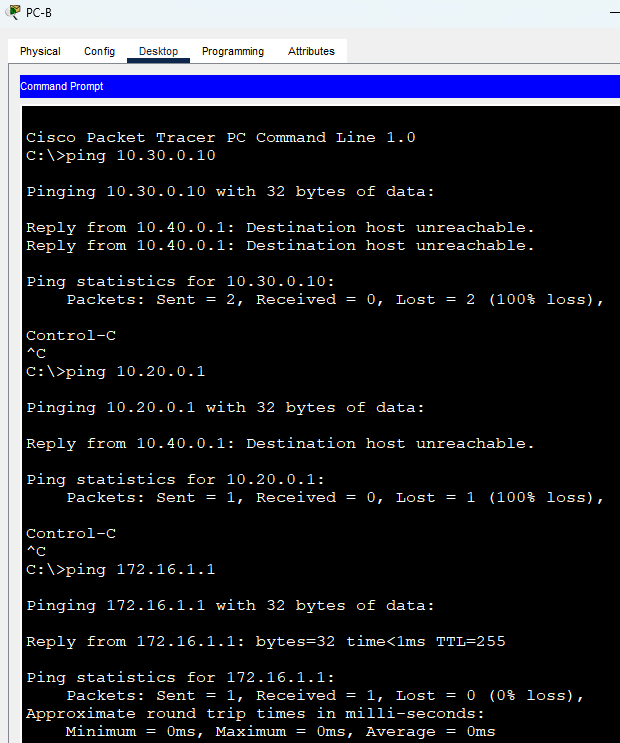 PC-B
Physical Config Desktop Programming Attributes
Command Prompt
Cisco Packet Tracer PC Command Line 1.0
C:\>ping 10.30.0.10
Pinging 10.30.0.10 with 32 bytes of data:
Reply from 10.40.0.1: Destination host unreachable.
Reply from 10.40.0.1: Destination host unreachable.
Ping statistics for 10.30.0.10:
Packets: Sent = 2, Received = 0, Lost = 2 (100% loss),
Control-C
^C
C:\>ping 10.20.0.1
Pinging 10.20.0.1 with 32 bytes of data:
Reply from 10.40.0.1: Destination host unreachable.
Ping statistics for 10.20.0.1:
Packets: Sent = 1, Received = 0, Lost = 1 (100% loss),
Control-C
^C
C:\>ping 172.16.1.1
Pinging 172.16.1.1 with 32 bytes of data:
Reply from 172.16.1.1: bytes=32 time<1ms TTL=255
Ping statistics for 172.16.1.1:
Packets: Sent = 1, Received = 1, Lost = 0 (0% loss),
Approximate round trip times in milli-seconds:
Minimum = 0ms, Maximum = 0ms, Average = 0ms